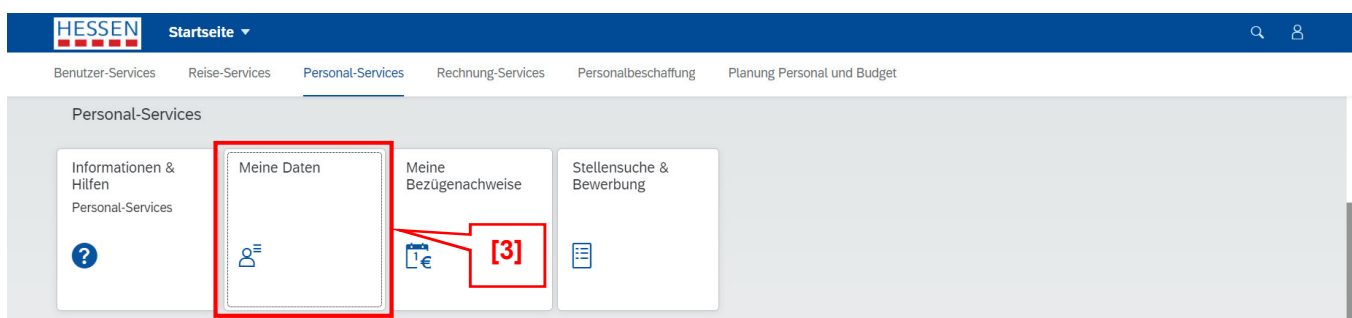 HESSEN Startseite
Benutzer-Services Reise-Services Personal-Services Rechnung-Services Personalbeschaffung Planung Personal und Budget
Personal-Services
Informationen &
Hilfen
Personal-Services
Meine Daten
Meine
Bezügenachweise
1 €
[3]
Stellensuche &
Bewerbung